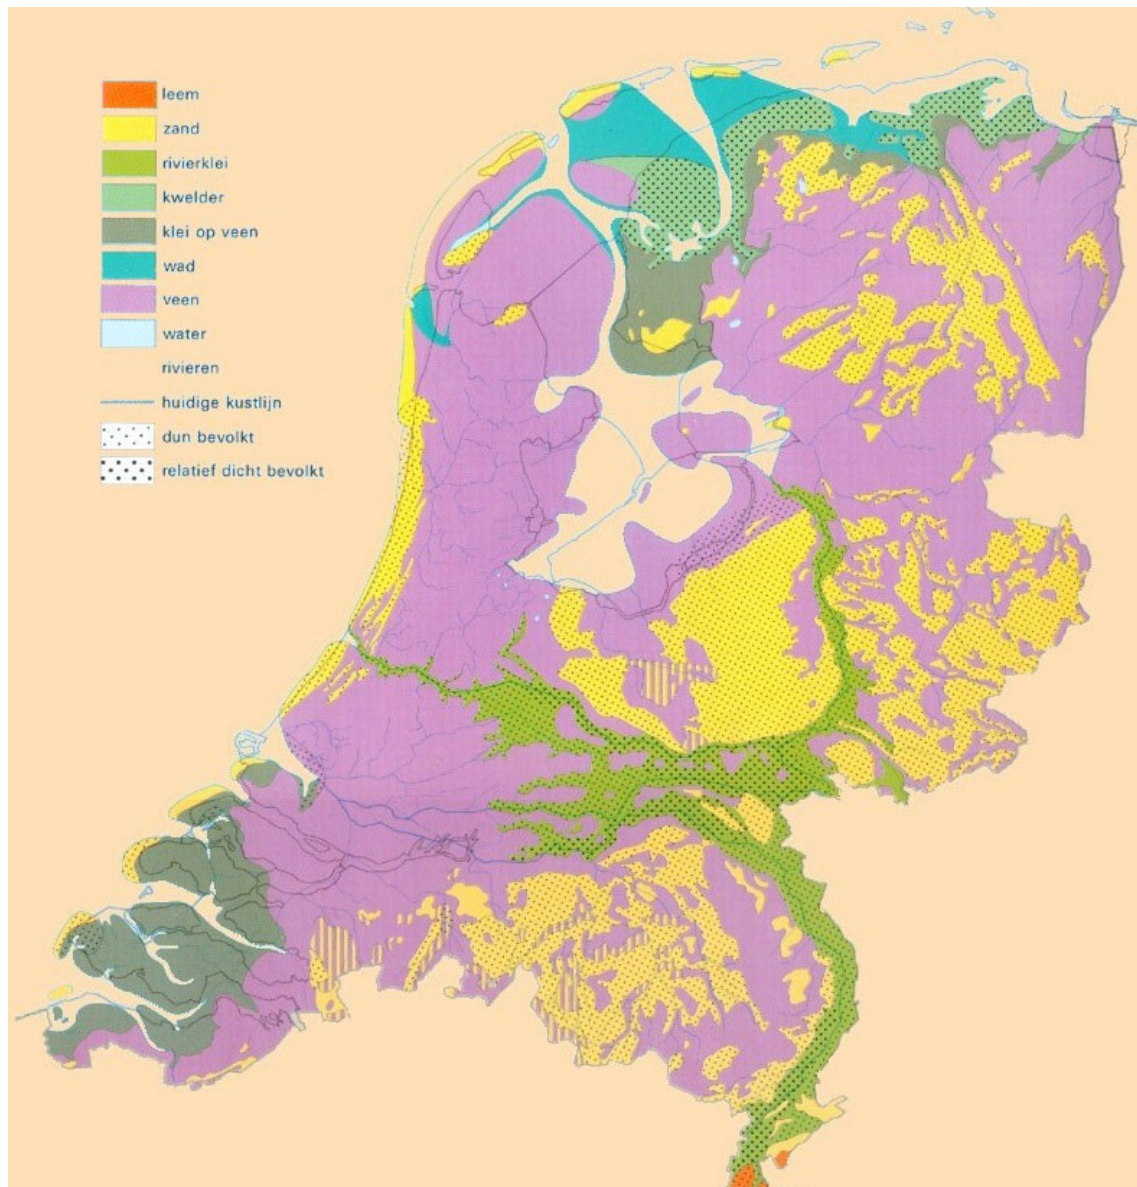 leem
zand
rivierklei
kwelder
klei op veen
wad
veen
water
rivieren
huidige kustlijn
dun bevolkt
relatief dicht bevolkt